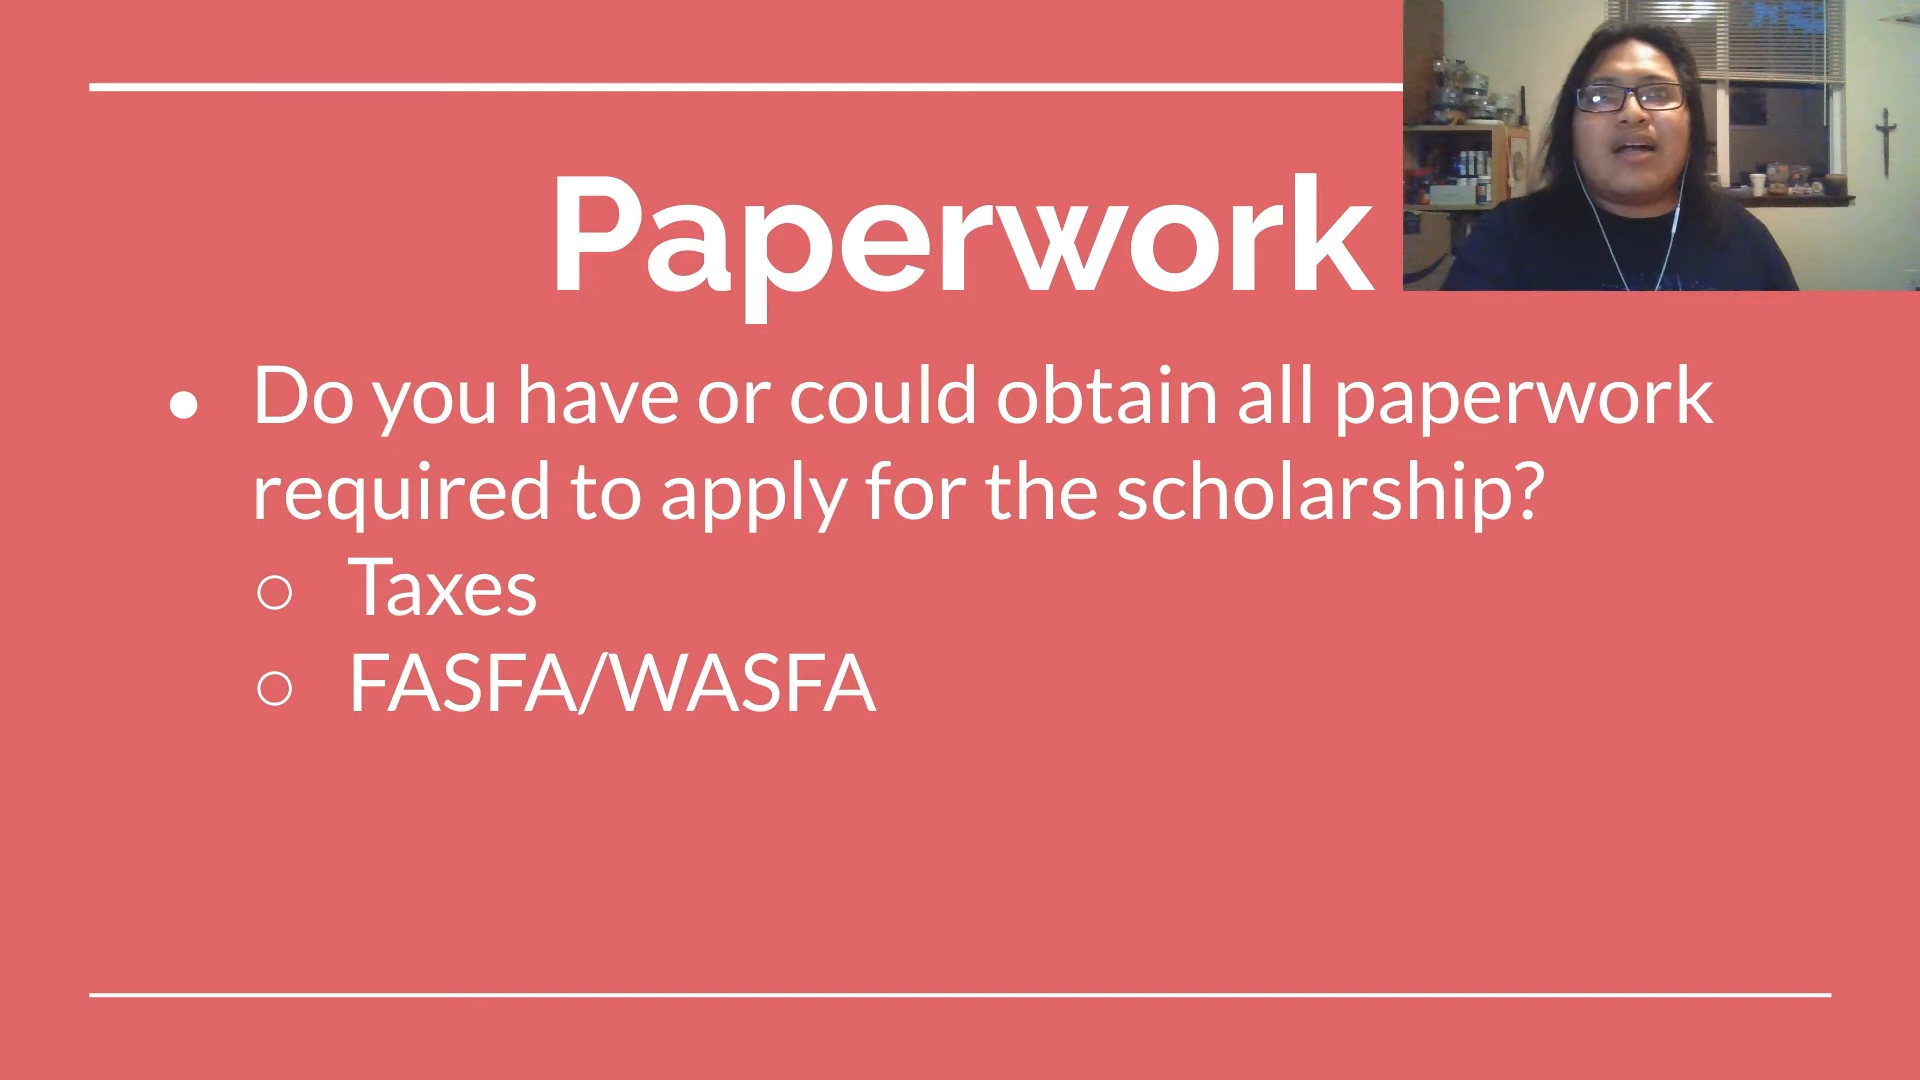 Paperwork
● Do you have or could obtain all paperwork
required to apply for the scholarship?
○ Taxes
○ FASFA/WASFA